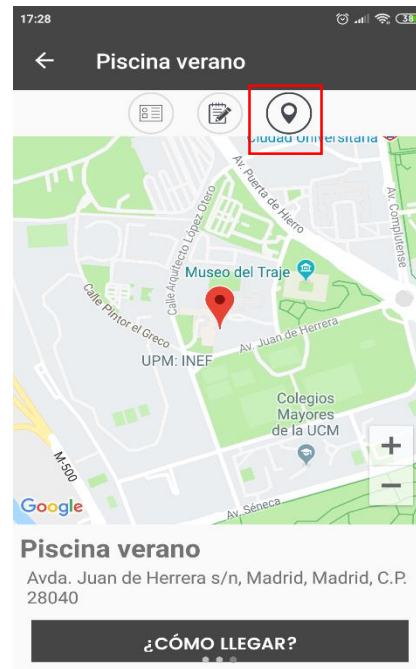 17:28
38
Piscina verano
Ciudad Universitaria
Av. Puerta de Hierro
Av. Complutense
Calle Arquitecto López Otero
Museo del Traje
Calle Pintor el Greco
Av. Juan de Herrera
UPM: INEF
Colegios
Mayores
de la UCM
+
M-500
−
Google
Av. Séneca
Piscina verano
Avda. Juan de Herrera s/n, Madrid, Madrid, C.P.
28040
¿CÓMO LLEGAR?